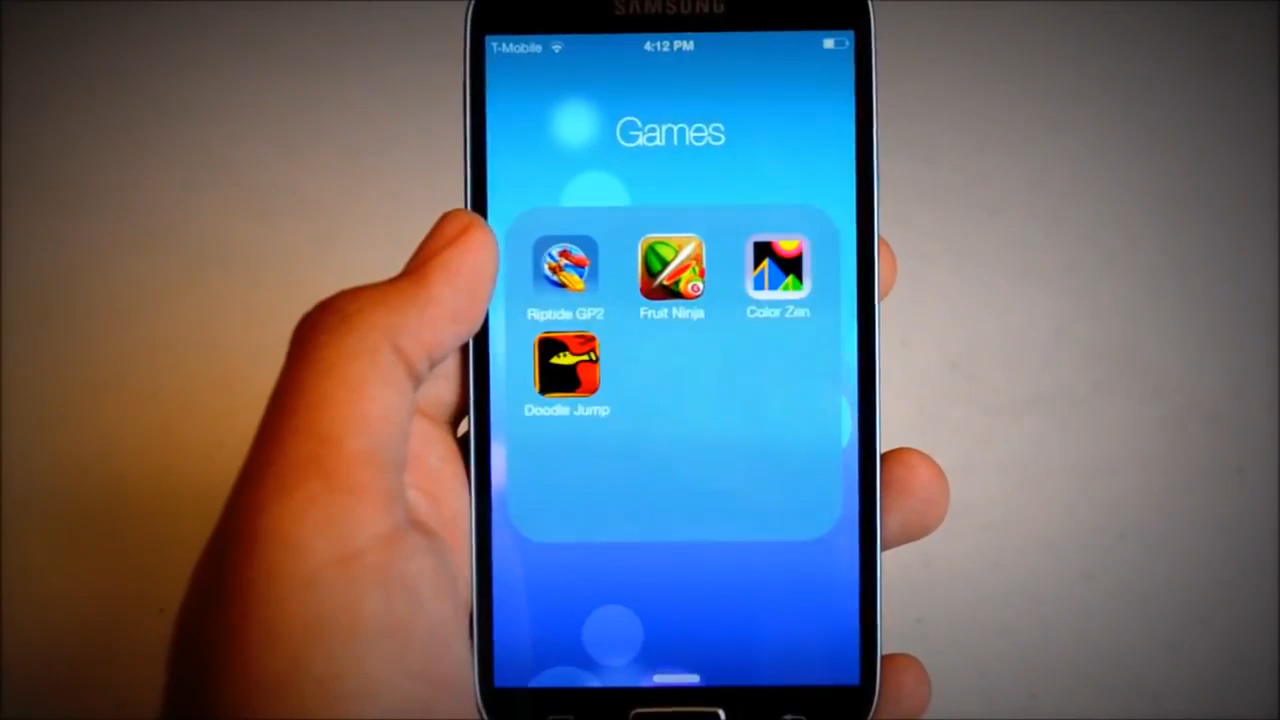 SAMSUNG
T-Mobile 4:12 PM
Games
Riptide GP2 Fruit Ninja Color Zen
Doodle Jump